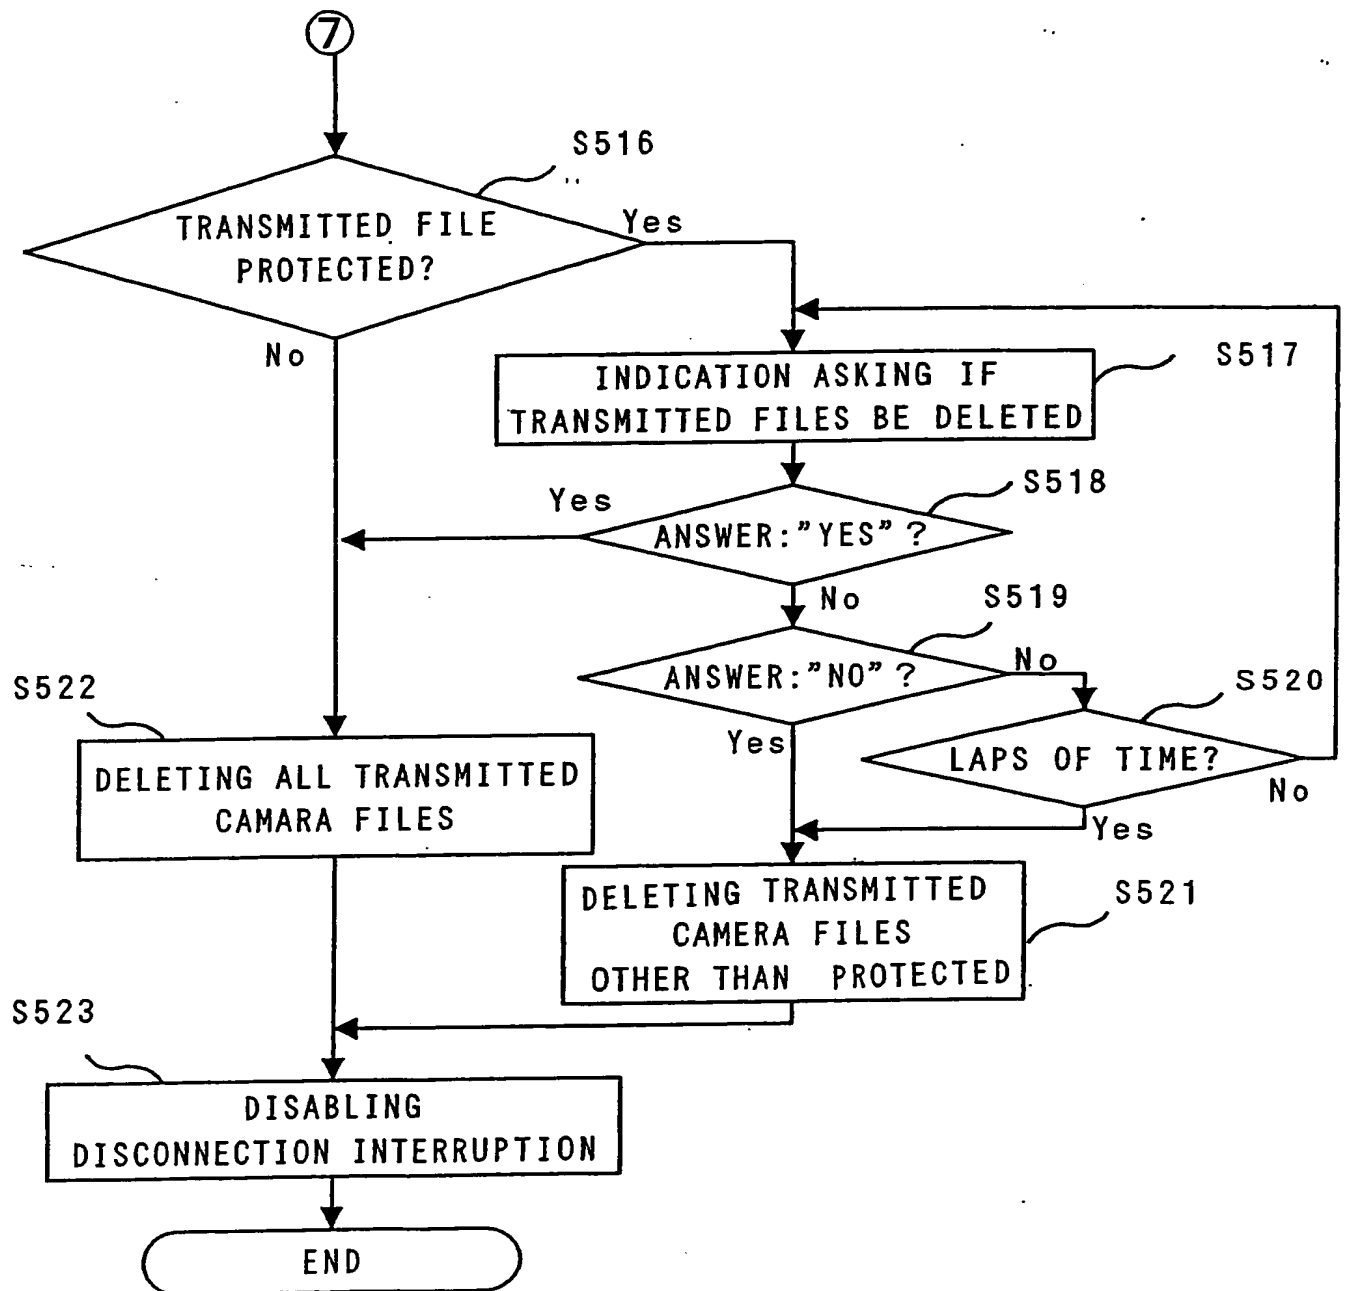 7
S516
TRANSMITTED FILE
PROTECTED?
Yes
No
S517
INDICATION ASKING IF
TRANSMITTED FILES BE DELETED
S518
Yes
ANSWER:"YES"?
No
S519
ANSWER:"NO"?
No
S520
Yes
LAPS OF TIME?
No
Yes
S522
DELETING ALL TRANSMITTED
CAMARA FILES
S521
DELETING TRANSMITTED
CAMERA FILES
OTHER THAN PROTECTED
S523
DISABLING
DISCONNECTION INTERRUPTION
END